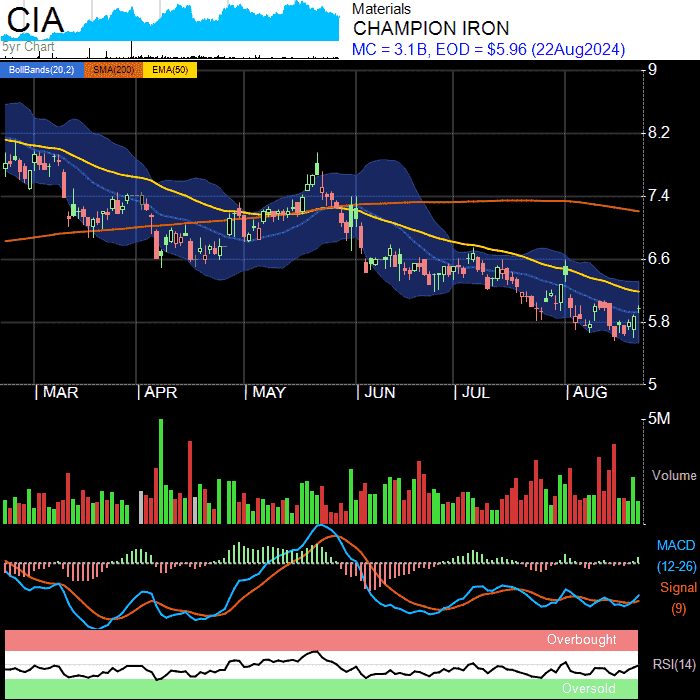 CIA
5yr Chart
Materials
CHAMPION IRON
MC = 3.1B, EOD = $5.96 (22Aug2024)
BollBands(20,2) SMA(200) EMA(50)
9
8.2
7.4
6.6
5.8
5
MAR APR MAY JUN JUL AUG
5M
Volume
MACD
(12-26)
Signal
(9)
Overbought
RSI(14)
Oversold